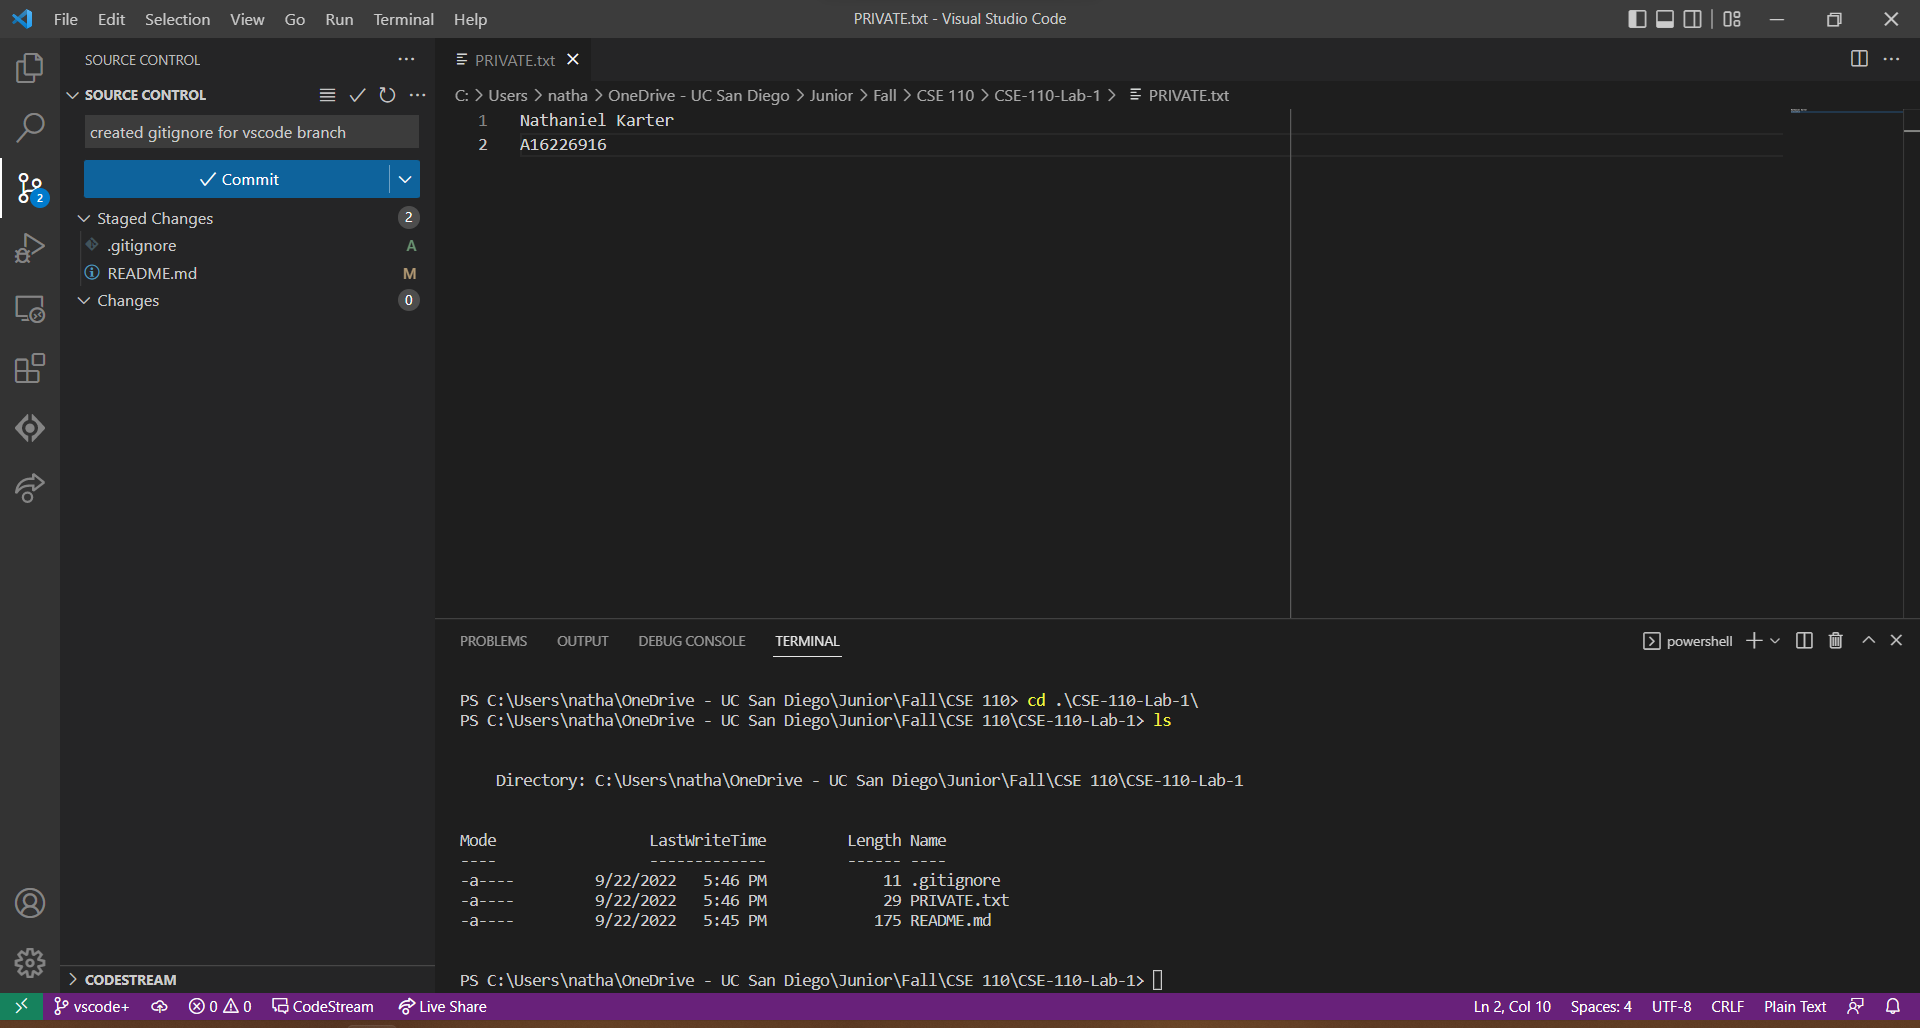 File Edit Selection View Go Run Terminal Help
PRIVATE.txt - Visual Studio Code
SOURCE CONTROL
SOURCE CONTROL
created gitignore for vscode branch
Commit
Staged Changes 2
.gitignore A
README.md M
Changes 0
2
CODESTREAM
PRIVATE.txt
C: > Users > natha > OneDrive - UC San Diego > Junior > Fall > CSE 110 > CSE-110-Lab-1 > PRIVATE.txt
1 Nathaniel Karter
2 A16226916
PROBLEMS OUTPUT DEBUG CONSOLE TERMINAL
powershell
PS C:\Users\natha\OneDrive - UC San Diego\Junior\Fall\CSE 110> cd .\CSE-110-Lab-1\
PS C:\Users\natha\OneDrive - UC San Diego\Junior\Fall\CSE 110\CSE-110-Lab-1> ls
Directory: C:\Users\natha\OneDrive - UC San Diego\Junior\Fall\CSE 110\CSE-110-Lab-1
Mode LastWriteTime Length Name
---- ------------- ------ ----
-a---- 9/22/2022 5:46 PM 11 .gitignore
-a---- 9/22/2022 5:46 PM 29 PRIVATE.txt
-a---- 9/22/2022 5:45 PM 175 README.md
PS C:\Users\natha\OneDrive - UC San Diego\Junior\Fall\CSE 110\CSE-110-Lab-1>
vscode+ 0 0 CodeStream Live Share
Ln 2, Col 10 Spaces: 4 UTF-8 CRLF Plain Text